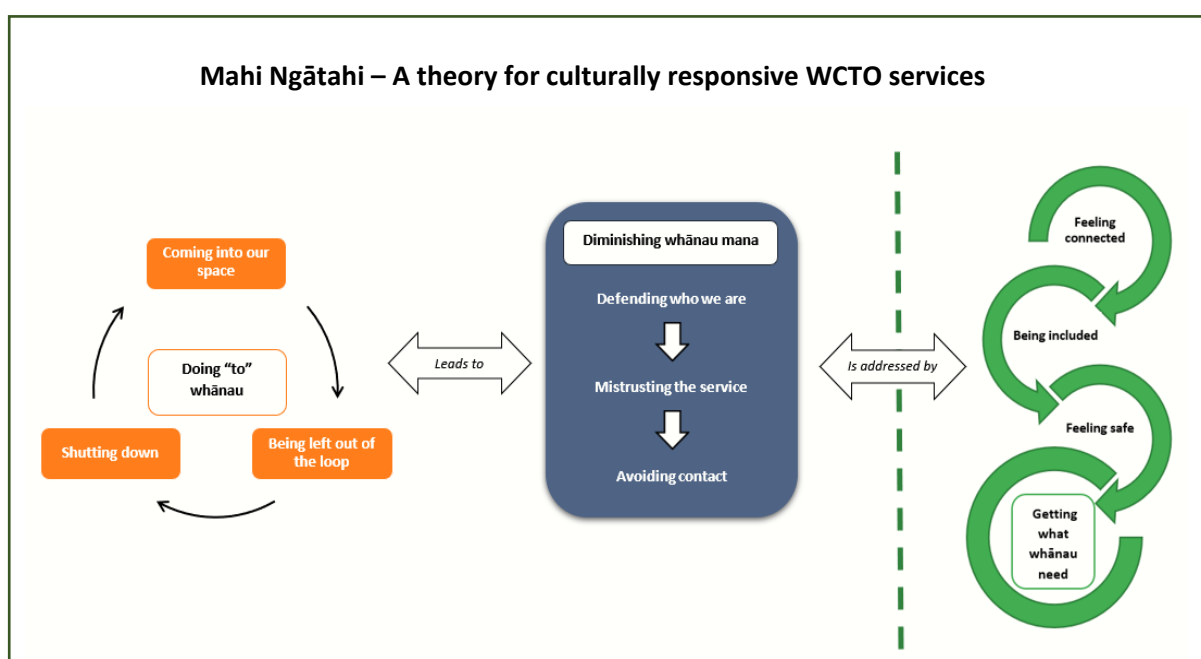 Mahi Ngātahi – A theory for culturally responsive WCTO services
Coming into our
space
Doing “to”
whānau
Shutting down
Being left out of
the loop
Leads to
Diminishing whānau mana
Defending who we are
Mistrusting the service
Avoiding contact
Is addressed by
Feeling
connected
Being included
Feeling safe
Getting
what
whānau
need